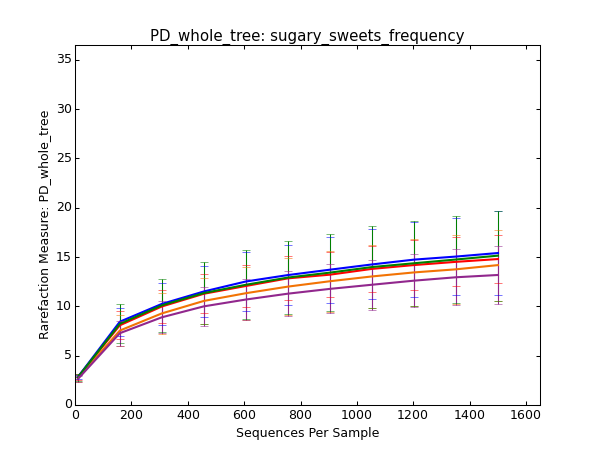 PD_whole_tree: sugary_sweets_frequency
Rarefaction Measure: PD_whole_tree
35
30
25
20
15
10
5
0
0 200 400 600 800 1000 1200 1400 1600
Sequences Per Sample